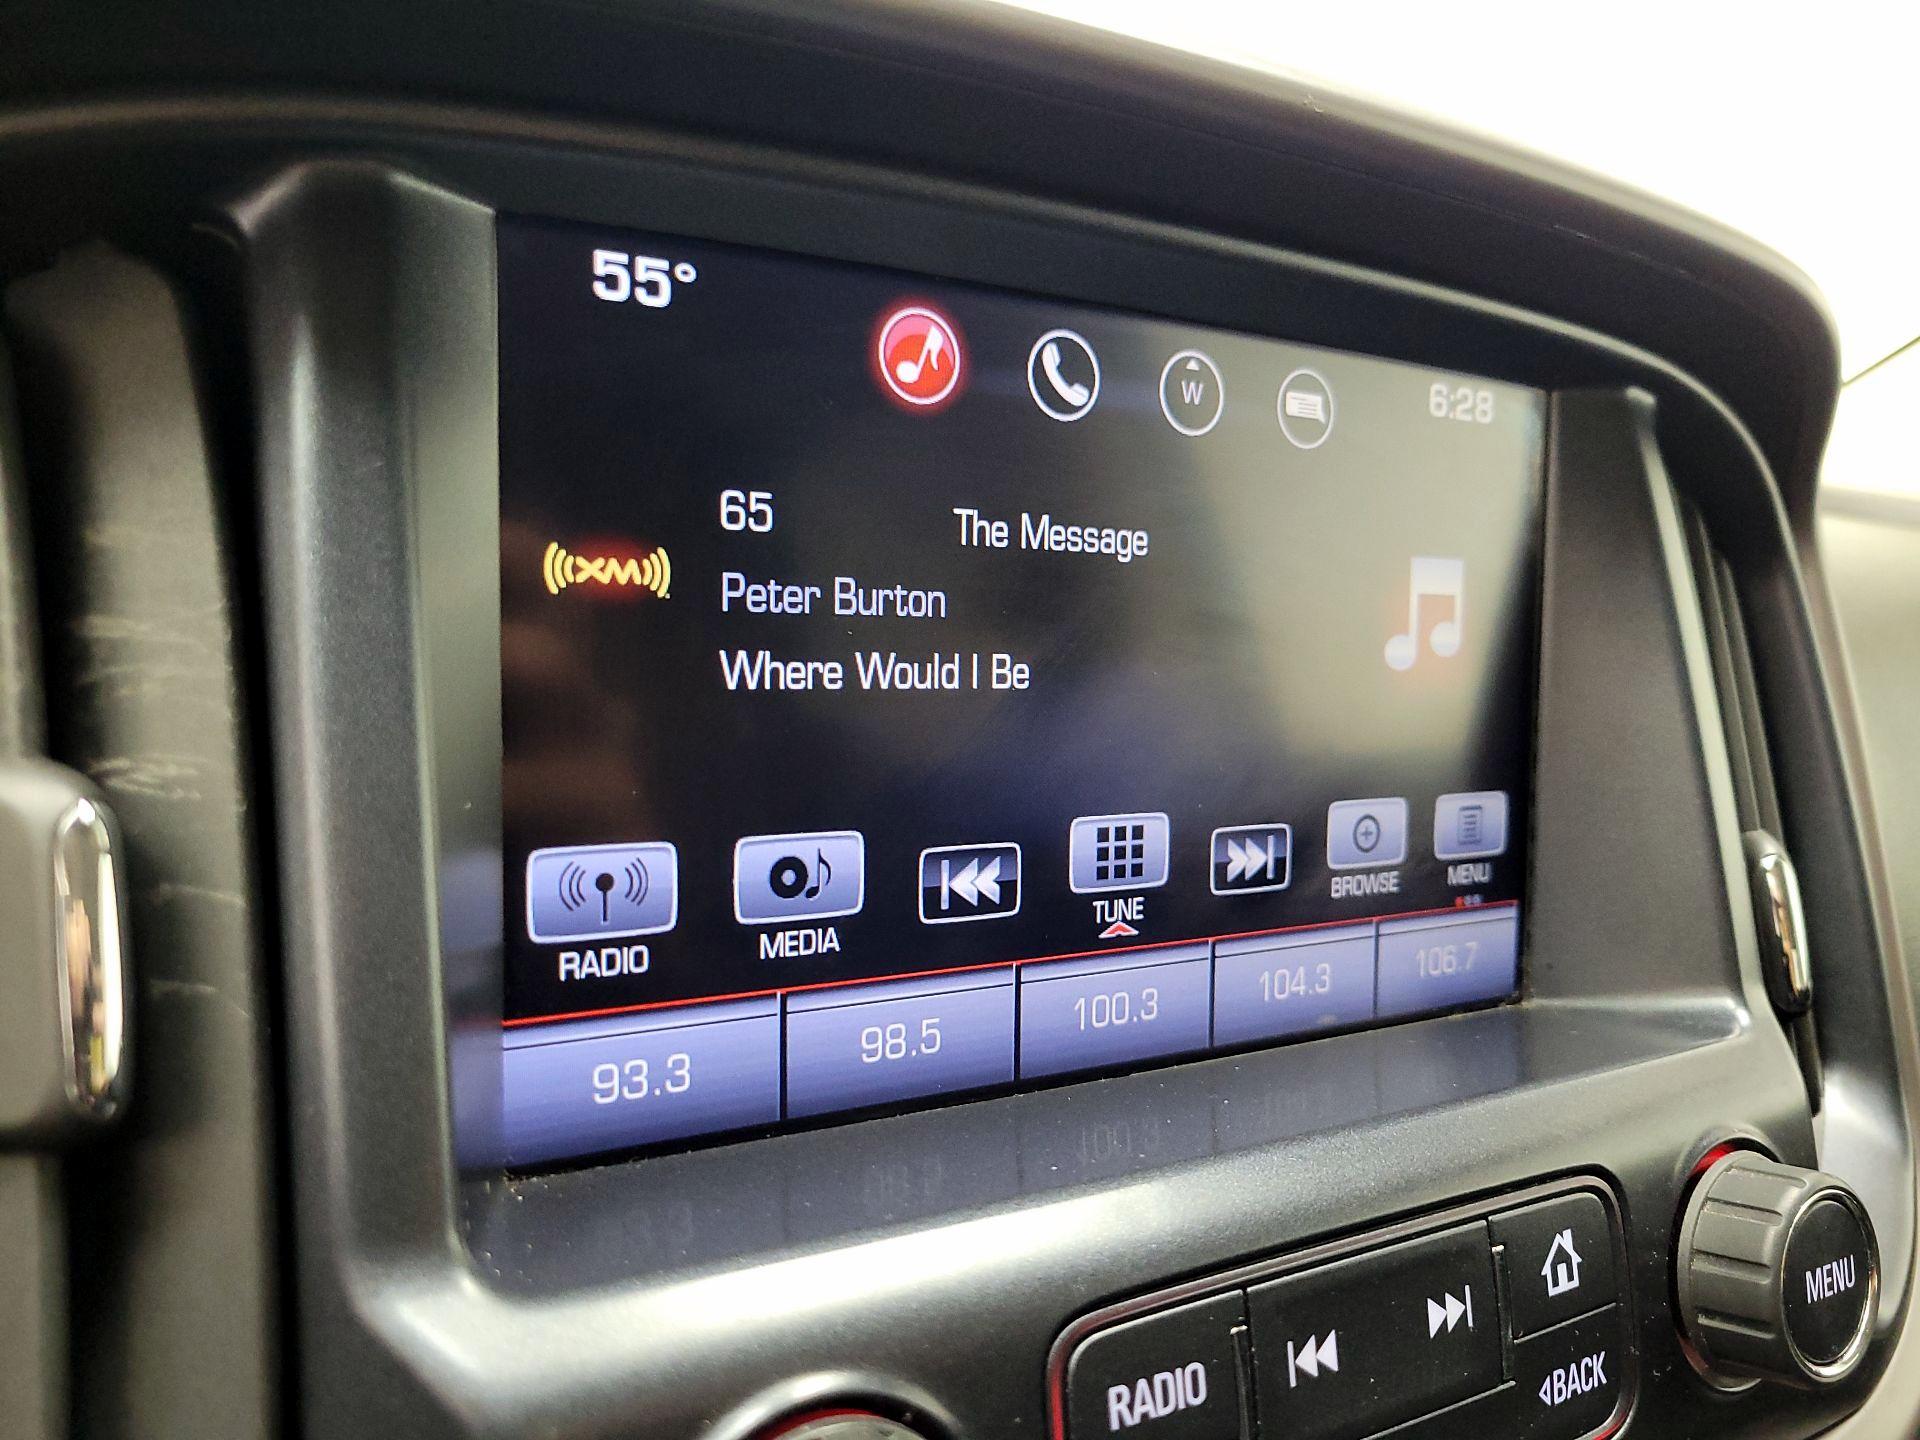 55°
W
6:28
65 The Message
XM
Peter Burton
Where Would I Be
RADIO
MEDIA
TUNE
BROWSE
MENU
93.3
98.5
100.3
104.3
106.7
RADIO
BACK
MENU